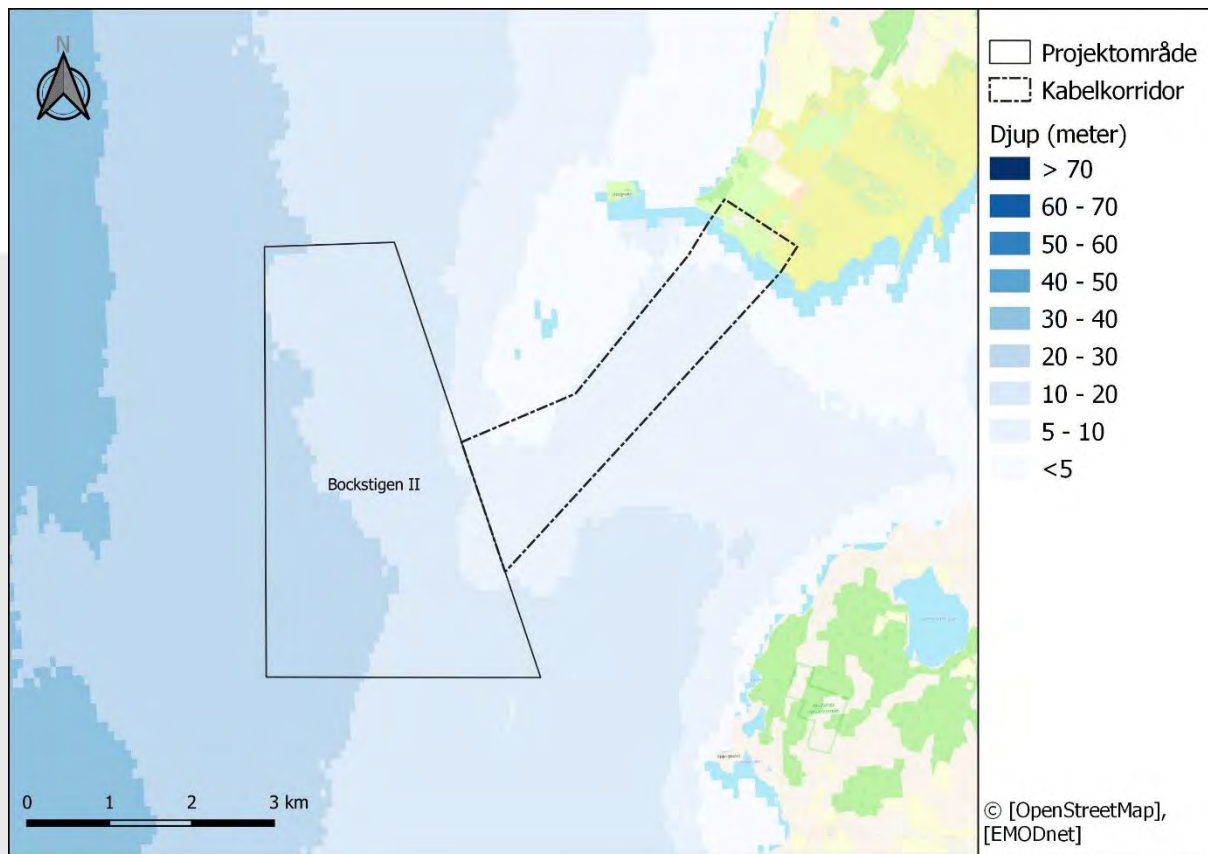 N
Projektområde
Kabelkorridor
Djup (meter)
> 70
60 - 70
50 - 60
40 - 50
30 - 40
20 - 30
10 - 20
5 - 10
<5
Bockstigen II
0 1 2 3 km
© [OpenStreetMap],
[EMODnet]